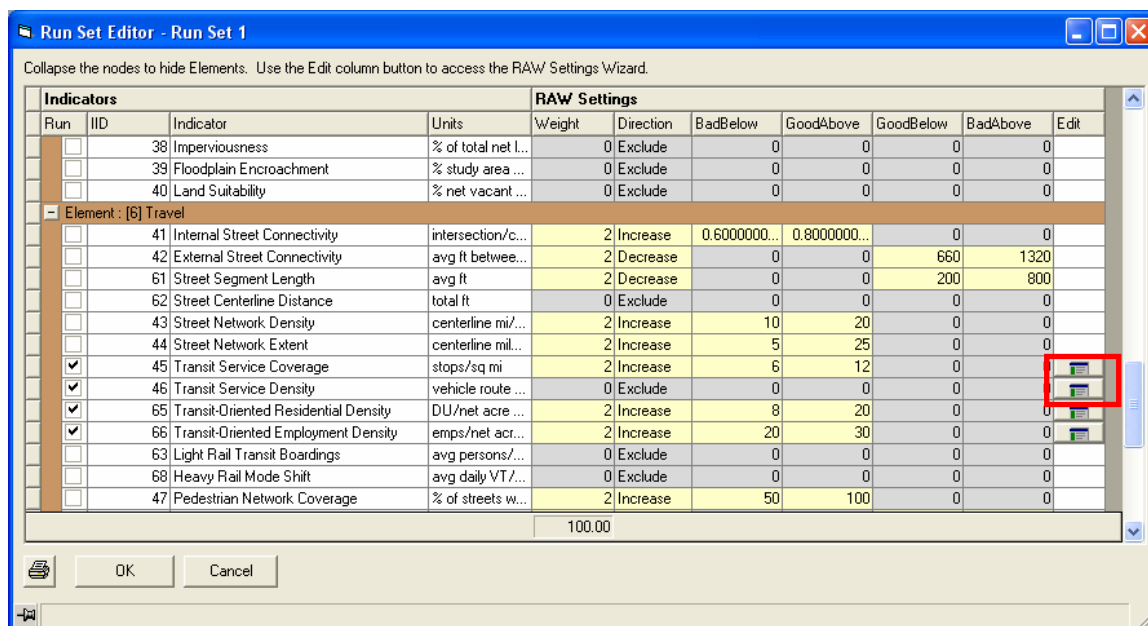 Run Set Editor - Run Set 1
Collapse the nodes to hide Elements. Use the Edit column button to access the RAW Settings Wizard.
Indicators RAW Settings
Run IID Indicator Units Weight Direction BadBelow GoodAbove GoodBelow BadAbove Edit
38 Imperviousness % of total net l... 0 Exclude 0 0 0 0
39 Floodplain Encroachment % study area ... 0 Exclude 0 0 0 0
40 Land Suitability % net vacant ... 0 Exclude 0 0 0 0
Element : [6] Travel
41 Internal Street Connectivity intersection/c... 2 Increase 0.6000000... 0.8000000... 0 0
42 External Street Connectivity avg ft betwee... 2 Decrease 0 0 660 1320
61 Street Segment Length avg ft 2 Decrease 0 0 200 800
62 Street Centerline Distance total ft 0 Exclude 0 0 0 0
43 Street Network Density centerline mi/... 2 Increase 10 20 0 0
44 Street Network Extent centerline mil... 2 Increase 5 25 0 0
45 Transit Service Coverage stops/sq mi 2 Increase 6 12 0 0
46 Transit Service Density vehicle route ... 0 Exclude 0 0 0 0
65 Transit-Oriented Residential Density DU/net acre ... 2 Increase 8 20 0 0
66 Transit-Oriented Employment Density emps/net acr... 2 Increase 20 30 0 0
63 Light Rail Transit Boardings avg persons/... 0 Exclude 0 0 0 0
68 Heavy Rail Mode Shift avg daily VT/... 0 Exclude 0 0 0 0
47 Pedestrian Network Coverage % of streets w... 2 Increase 50 100 0 0
100.00
OK Cancel